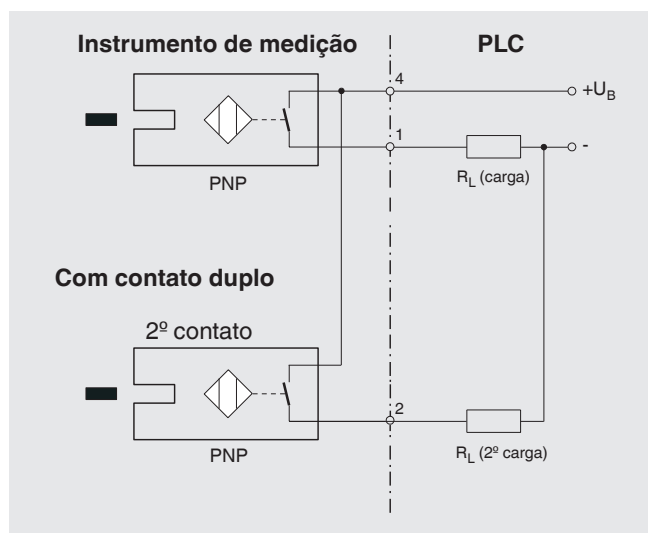 Instrumento de medição
PLC
4
+U_B
1
-
PNP
R_L (carga)
Com contato duplo
2º contato
2
PNP
R_L (2º carga)